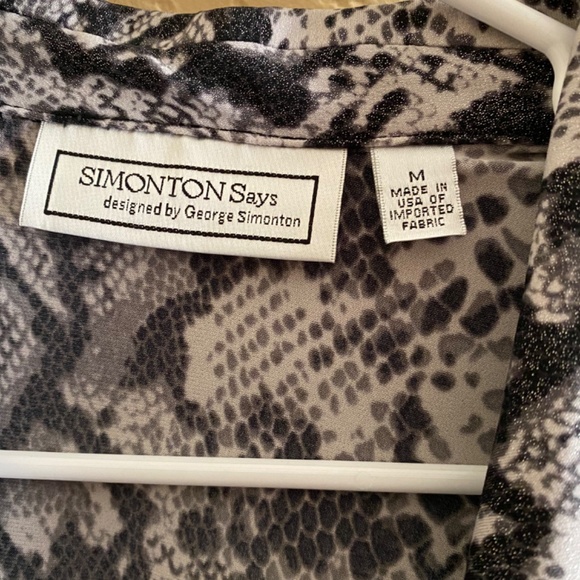 SIMONTON Says
designed by George Simonton
M
MADE IN
USA OF
IMPORTED
FABRIC